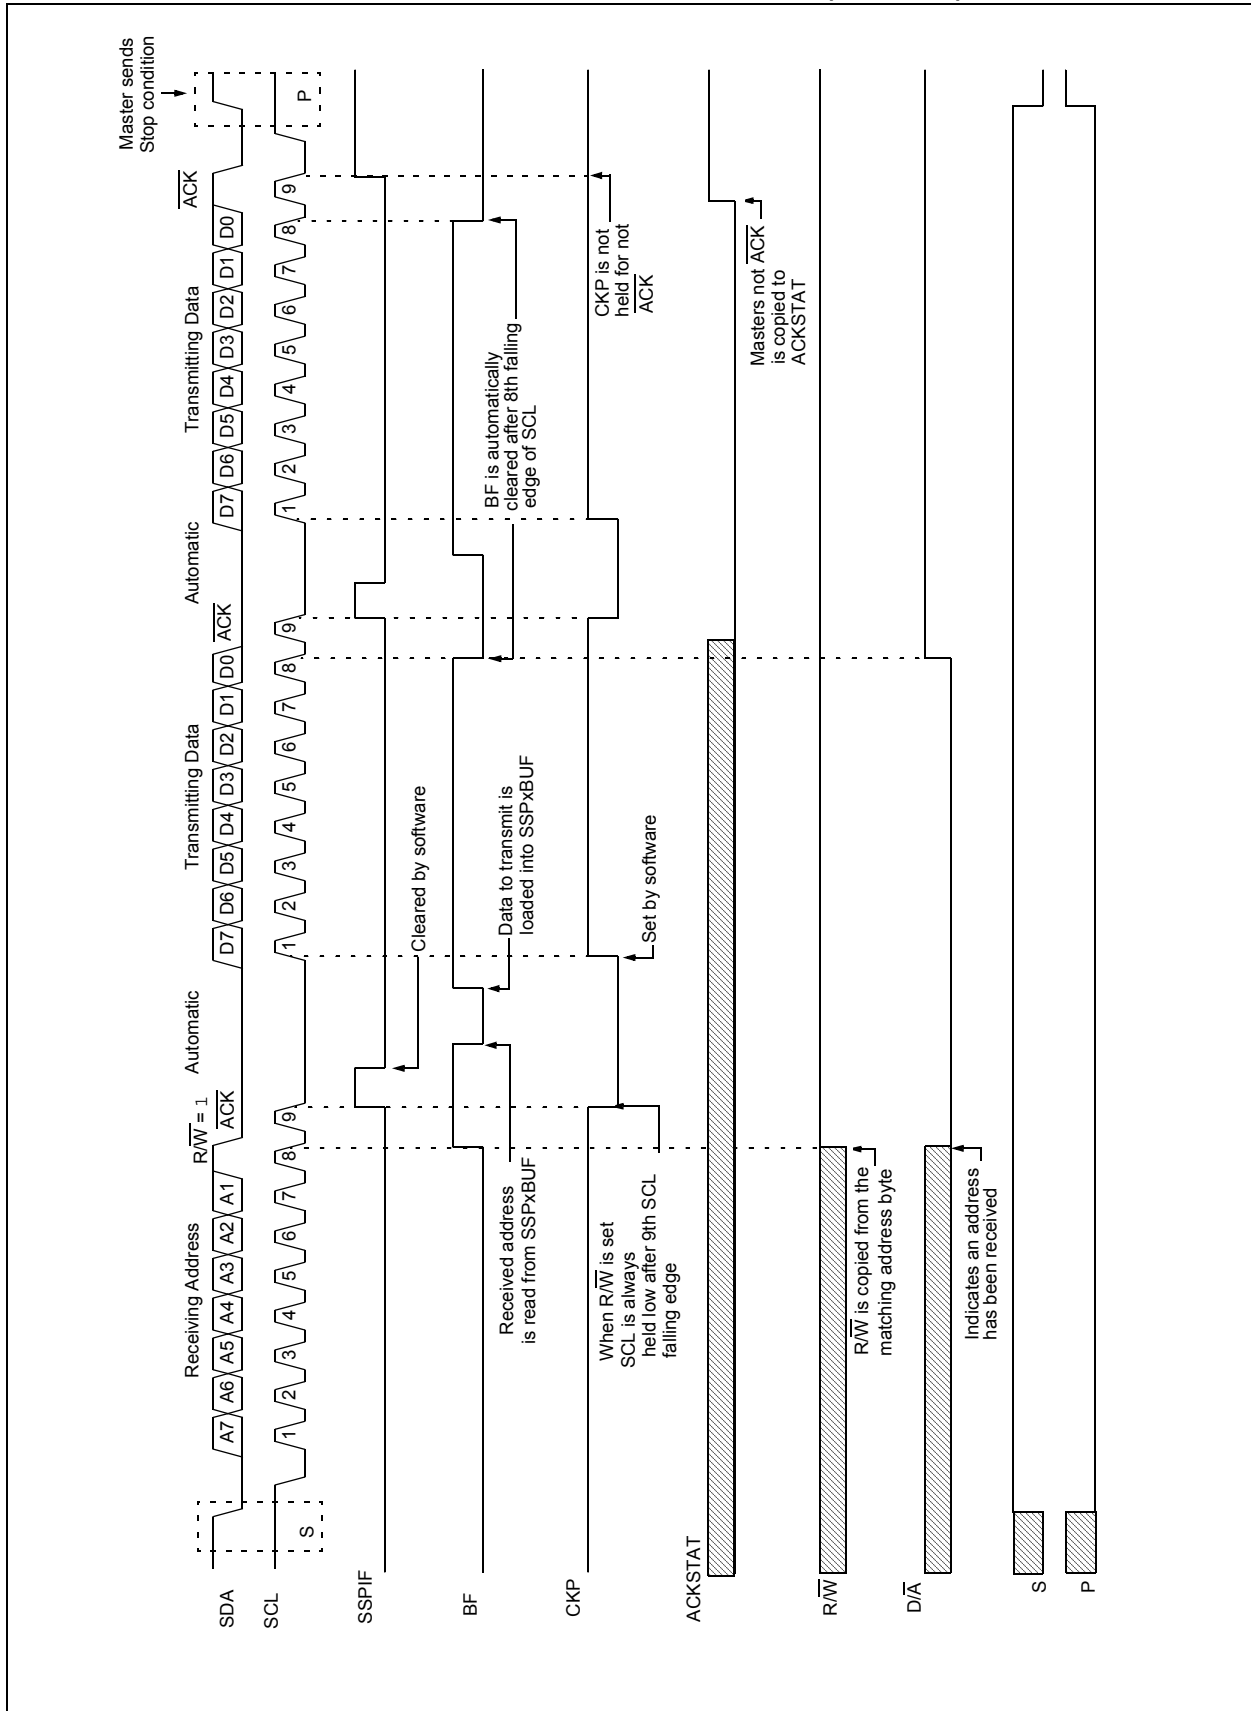 Master sends
Stop condition
Receiving Address
R/W̅ = 1
Automatic
Transmitting Data
Automatic
Transmitting Data
A̅C̅K̅
A̅C̅K̅
A̅C̅K̅
SDA
A7 A6 A5 A4 A3 A2 A1
D7 D6 D5 D4 D3 D2 D1 D0
D7 D6 D5 D4 D3 D2 D1 D0
SCL
S
1 2 3 4 5 6 7 8 9
1 2 3 4 5 6 7 8 9
1 2 3 4 5 6 7 8 9
P
SSPIF
Cleared by software
BF
Received address
is read from SSPxBUF
Data to transmit is
loaded into SSPxBUF
BF is automatically
cleared after 8th falling
edge of SCL
CKP
When R/W̅ is set
SCL is always
held low after 9th SCL
falling edge
Set by software
CKP is not
held for not
A̅C̅K̅
ACKSTAT
Masters not A̅C̅K̅
is copied to
ACKSTAT
R/W̅
R/W̅ is copied from the
matching address byte
D/A̅
Indicates an address
has been received
S
P